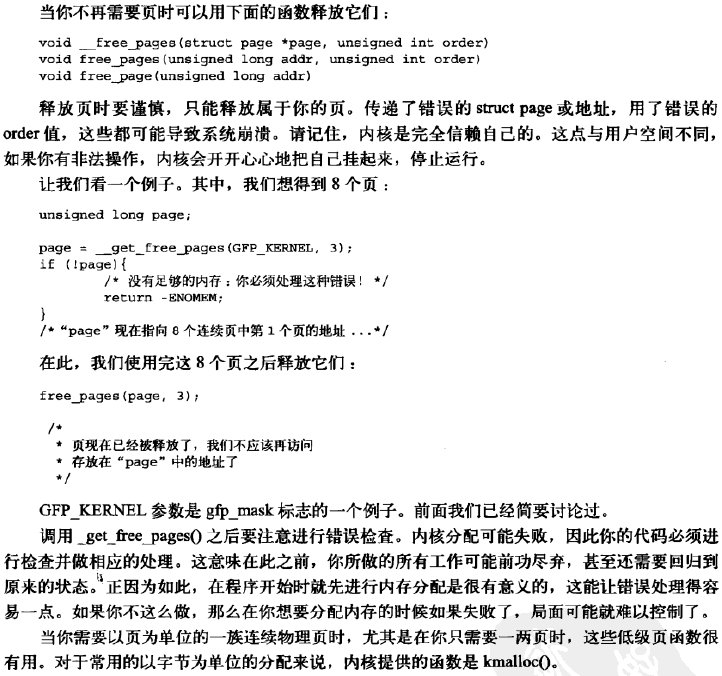 当你不再需要页时可以用下面的函数释放它们：
void __free_pages(struct page *page, unsigned int order)
void free_pages(unsigned long addr, unsigned int order)
void free_page(unsigned long addr)
释放页时要谨慎，只能释放属于你的页。传递了错误的 struct page 或地址，用了错误的
order 值，这些都可能导致系统崩溃。请记住，内核是完全信赖自己的。这点与用户空间不同，
如果你有非法操作，内核会开开心心地把自己挂起来，停止运行。
让我们看一个例子。其中，我们想得到 8 个页：
unsigned long page;
page = __get_free_pages(GFP_KERNEL, 3);
if (!page){
/* 没有足够的内存：你必须处理这种错误！ */
return -ENOMEM;
}
/* “page” 现在指向 8 个连续页中第 1 个页的地址 ...*/
在此，我们使用完这 8 个页之后释放它们：
free_pages(page, 3);
/*
* 页现在已经被释放了，我们不应该再访问
* 存放在 “page” 中的地址了
*/
GFP_KERNEL 参数是 gfp_mask 标志的一个例子。前面我们已经简要讨论过。
调用 _get_free_pages() 之后要注意进行错误检查。内核分配可能失败，因此你的代码必须进
行检查并做相应的处理。这意味在此之前，你所做的所有工作可能前功尽弃，甚至还需要回归到
原来的状态。正因为如此，在程序开始时就先进行内存分配是很有意义的，这能让错误处理得容
易一点。如果你不这么做，那么在你想要分配内存的时候如果失败了，局面可能就难以控制了。
当你需要以页为单位的一族连续物理页时，尤其是在你只需要一两页时，这些低级页函数很
有用。对于常用的以字节为单位的分配来说，内核提供的函数是 kmalloc()。